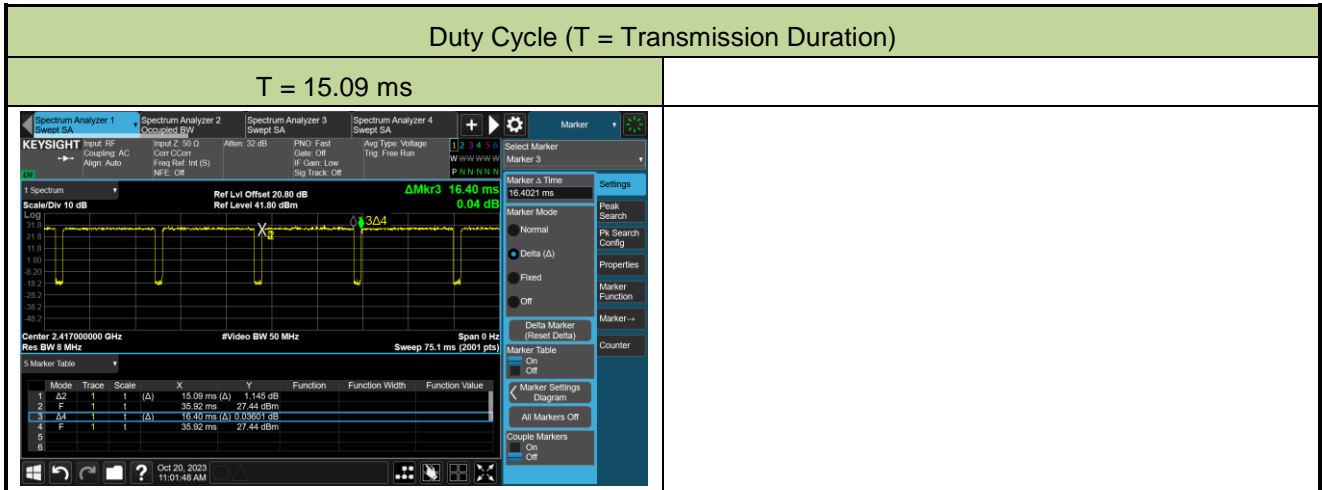 Duty Cycle (T = Transmission Duration)
T = 15.09 ms
Spectrum Analyzer 1
Swept SA
Spectrum Analyzer 2
Occupied BW
Spectrum Analyzer 3
Swept SA
Spectrum Analyzer 4
Swept SA
Marker
KEYSIGHT
Input: RF
Coupling: AC
Align: Auto
Input Z: 50 Ω
Corr CCorr
Freq Ref: Int (S)
NFE: Off
Atten: 32 dB
PNO: Fast
Gate: Off
IF Gain: Low
Sig Track: Off
Avg Type: Voltage
Trig: Free Run
1 2 3 4 5 6
W W W W W W
P N N N N N
LM
Select Marker
Marker 3
1 Spectrum
Scale/Div 10 dB
Ref Lvl Offset 20.80 dB
Ref Level 41.80 dBm
ΔMkr3 16.40 ms
0.04 dB
Log
31.8
21.8
11.8
1.80
-8.20
-18.2
-28.2
-38.2
-48.2
3Δ4
Center 2.417000000 GHz
Res BW 8 MHz
#Video BW 50 MHz
Span 0 Hz
Sweep 75.1 ms (2001 pts)
Marker Δ Time
16.4021 ms
Marker Mode
Normal
Delta (Δ)
Fixed
Off
Delta Marker
(Reset Delta)
Marker Table
On
Off
Marker Settings
Diagram
All Markers Off
Couple Markers
On
Off
Settings
Peak
Search
Pk Search
Config
Properties
Marker
Function
Marker→
Counter
5 Marker Table
Mode Trace Scale X Y Function Function Width Function Value
1 Δ2 1 t (Δ) 15.09 ms (Δ) 1.145 dB
2 F 1 t 35.92 ms 27.44 dBm
3 Δ4 1 t (Δ) 16.40 ms (Δ) 0.03601 dB
4 F 1 t 35.92 ms 27.44 dBm
5
6
Oct 20, 2023
11:01:48 AM